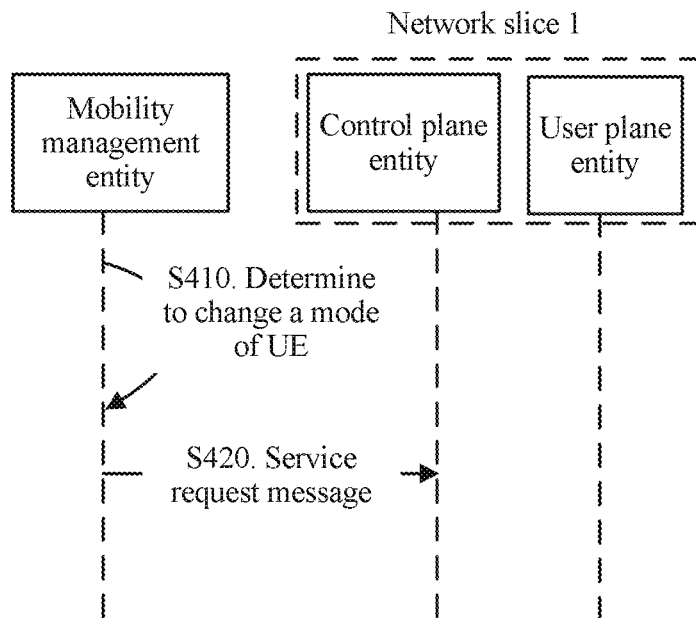 Network slice 1
Mobility
management
entity
Control plane
entity
User plane
entity
S410. Determine
to change a mode
of UE
S420. Service
request message